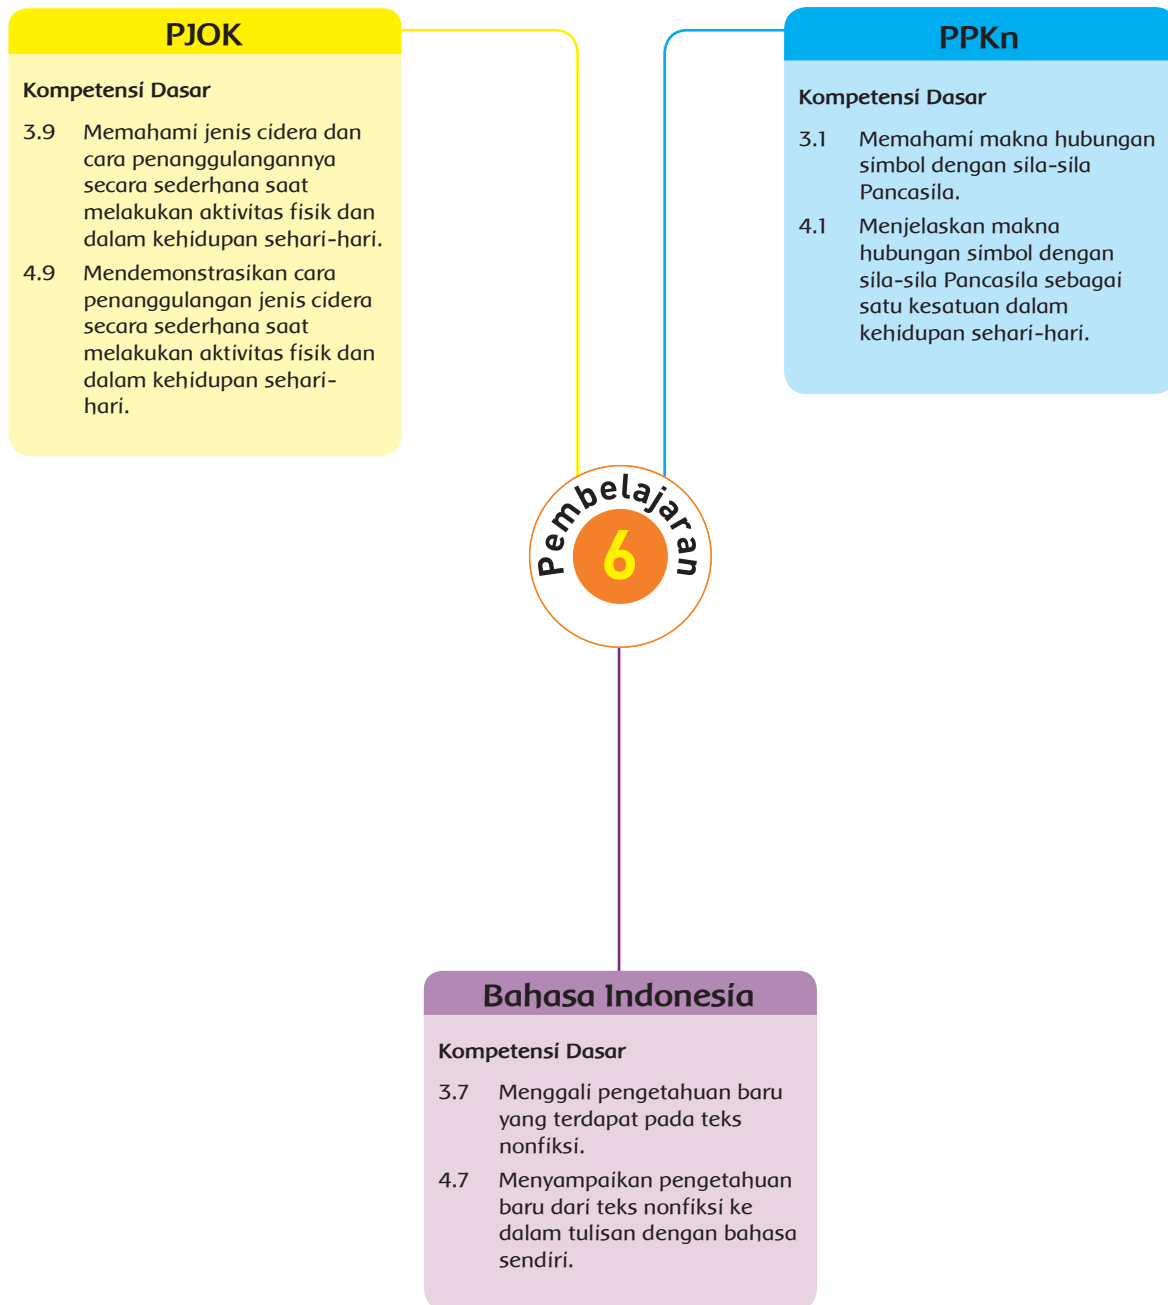 PJOK
Kompetensi Dasar
3.9 Memahami jenis cidera dan
cara penanggulangannya
secara sederhana saat
melakukan aktivitas fisik dan
dalam kehidupan sehari-hari.
4.9 Mendemonstrasikan cara
penanggulangan jenis cidera
secara sederhana saat
melakukan aktivitas fisik dan
dalam kehidupan sehari-
hari.
PPKn
Kompetensi Dasar
3.1 Memahami makna hubungan
simbol dengan sila-sila
Pancasila.
4.1 Menjelaskan makna
hubungan simbol dengan
sila-sila Pancasila sebagai
satu kesatuan dalam
kehidupan sehari-hari.
Pembelajaran
6
Bahasa Indonesia
Kompetensi Dasar
3.7 Menggali pengetahuan baru
yang terdapat pada teks
nonfiksi.
4.7 Menyampaikan pengetahuan
baru dari teks nonfiksi ke
dalam tulisan dengan bahasa
sendiri.